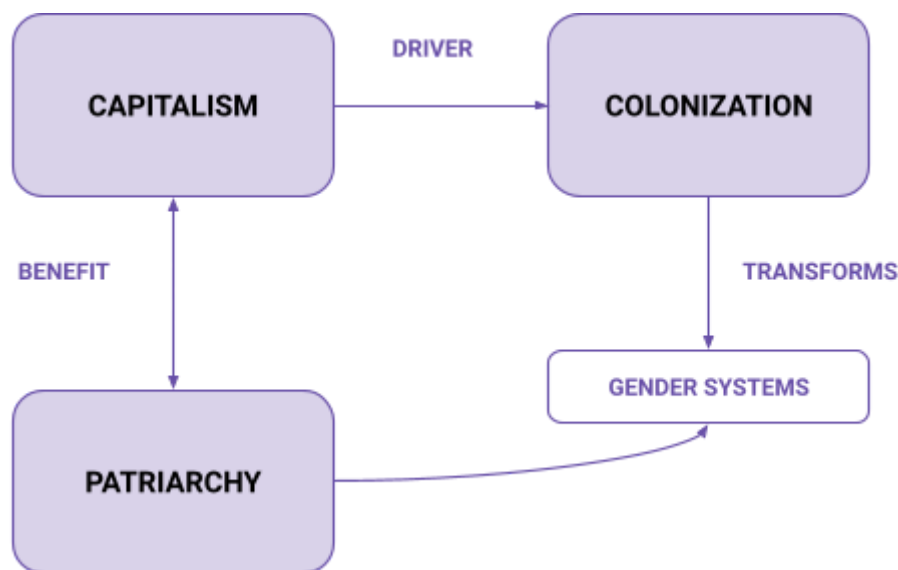 DRIVER
CAPITALISM
COLONIZATION
BENEFIT
TRANSFORMS
GENDER SYSTEMS
PATRIARCHY